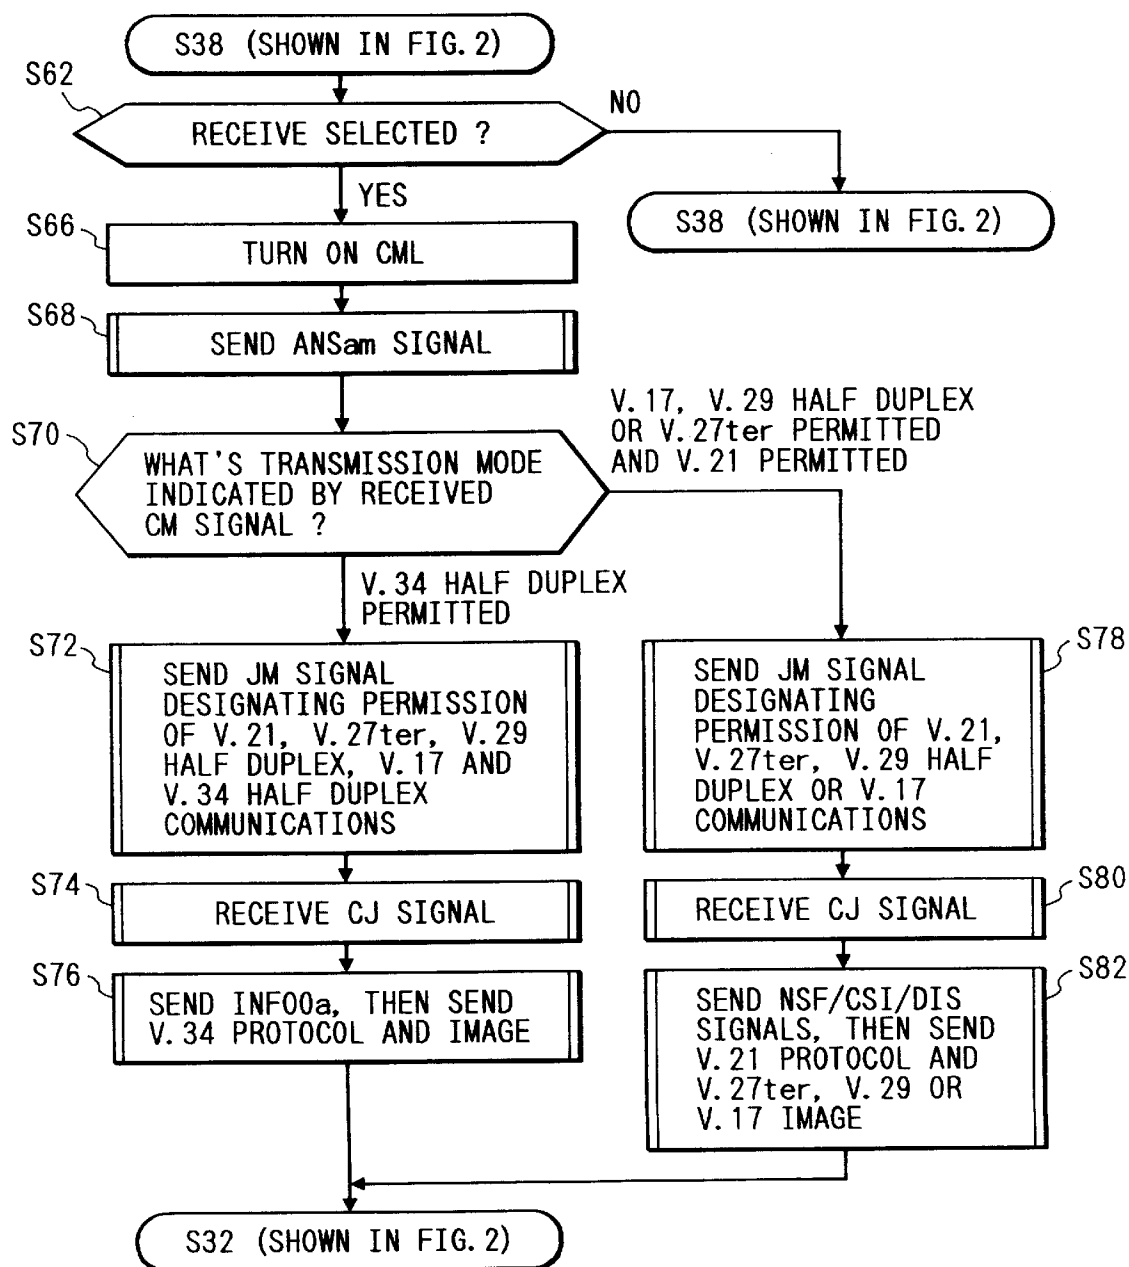 S38 (SHOWN IN FIG. 2)
S62
RECEIVE SELECTED ?
NO
YES
S38 (SHOWN IN FIG. 2)
S66
TURN ON CML
S68
SEND ANSam SIGNAL
S70
WHAT'S TRANSMISSION MODE
INDICATED BY RECEIVED
CM SIGNAL ?
V. 17, V. 29 HALF DUPLEX
OR V. 27ter PERMITTED
AND V. 21 PERMITTED
V. 34 HALF DUPLEX
PERMITTED
S72
SEND JM SIGNAL
DESIGNATING PERMISSION
OF V. 21, V. 27ter, V. 29
HALF DUPLEX, V. 17 AND
V. 34 HALF DUPLEX
COMMUNICATIONS
S78
SEND JM SIGNAL
DESIGNATING
PERMISSION OF V. 21,
V. 27ter, V. 29 HALF
DUPLEX OR V. 17
COMMUNICATIONS
S74
RECEIVE CJ SIGNAL
S80
RECEIVE CJ SIGNAL
S76
SEND INFO0a, THEN SEND
V. 34 PROTOCOL AND IMAGE
S82
SEND NSF/CSI/DIS
SIGNALS, THEN SEND
V. 21 PROTOCOL AND
V. 27ter, V. 29 OR
V. 17 IMAGE
S32 (SHOWN IN FIG. 2)